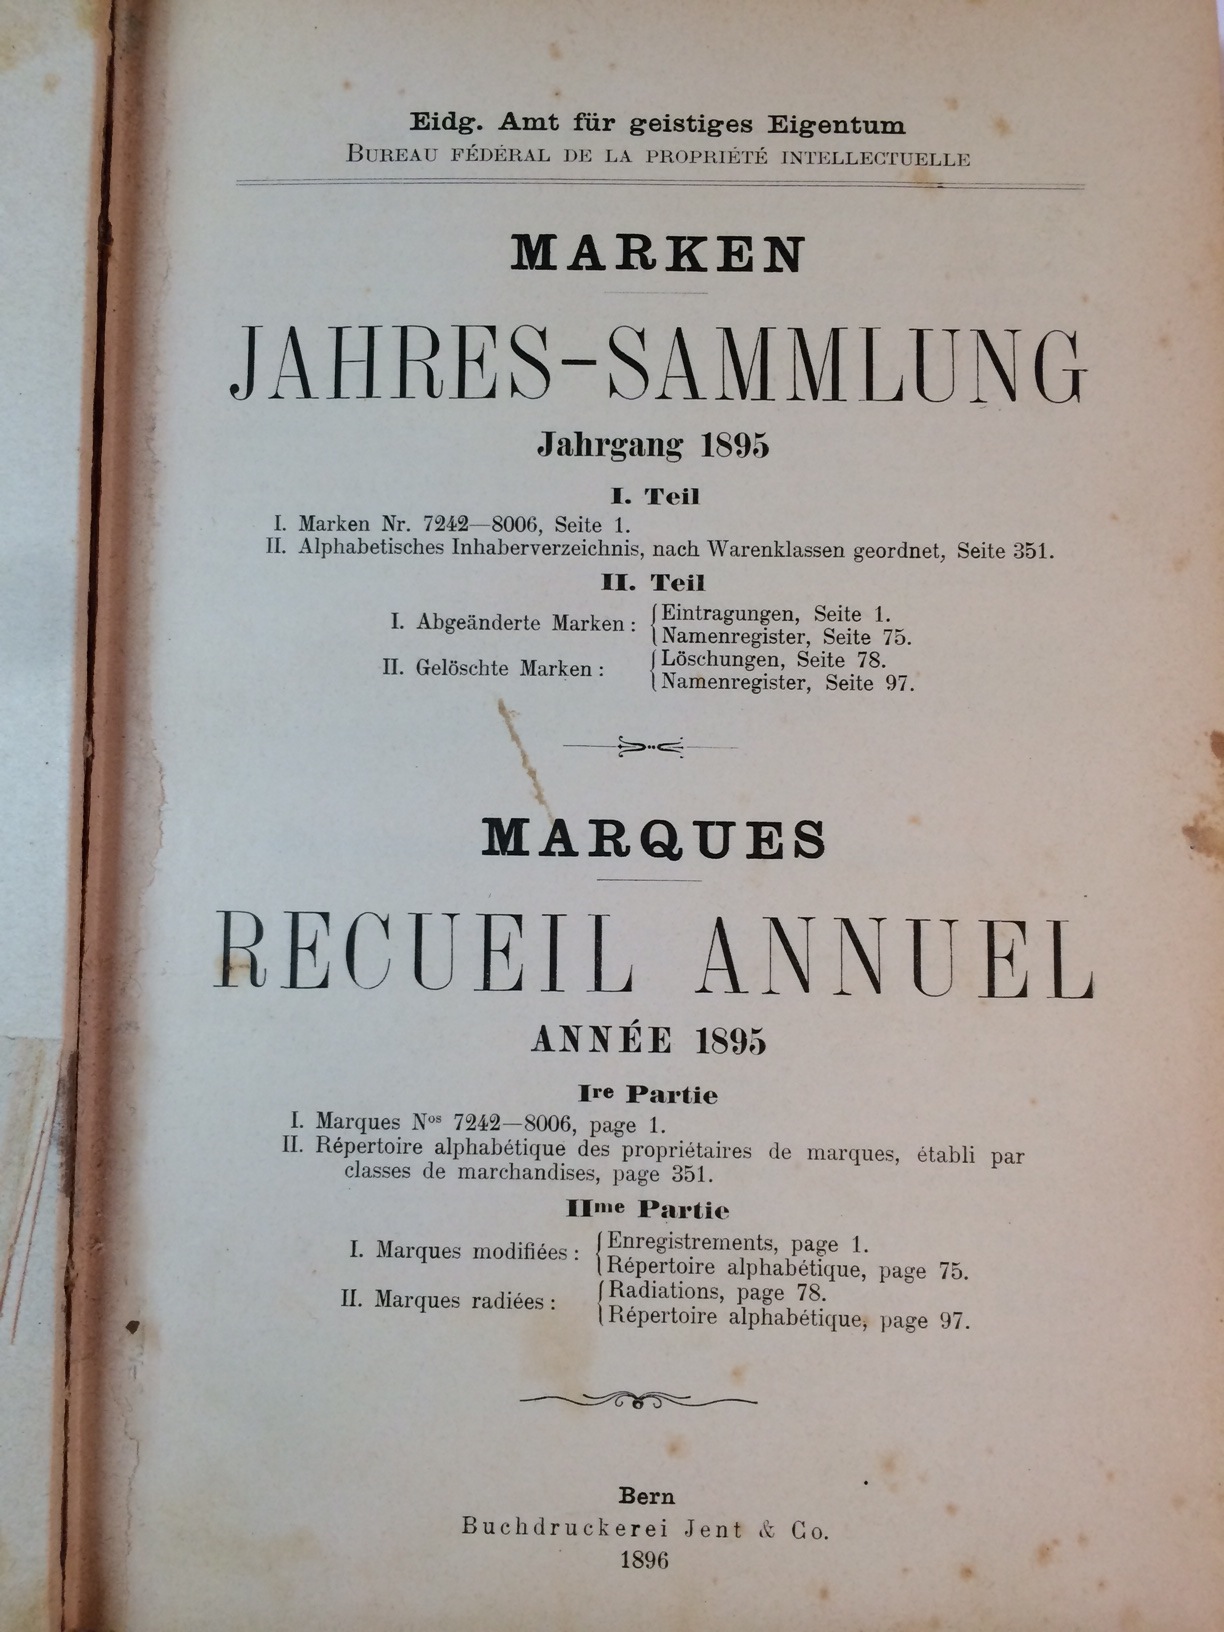 Eidg. Amt für geistiges Eigentum
BUREAU FÉDÉRAL DE LA PROPRIÉTÉ INTELLECTUELLE
MARKEN
JAHRES-SAMMLUNG
Jahrgang 1895
I. Teil
I. Marken Nr. 7242—8006, Seite 1.
II. Alphabetisches Inhaberverzeichnis, nach Warenklassen geordnet, Seite 351.
II. Teil
I. Abgeänderte Marken: { Eintragungen, Seite 1.
{ Namenregister, Seite 75.
II. Gelöschte Marken: { Löschungen, Seite 78.
{ Namenregister, Seite 97.
MARQUES
RECUEIL ANNUEL
ANNÉE 1895
Ire Partie
I. Marques Nos 7242—8006, page 1.
II. Répertoire alphabétique des propriétaires de marques, établi par
classes de marchandises, page 351.
IIme Partie
I. Marques modifiées: { Enregistrements, page 1.
{ Répertoire alphabétique, page 75.
II. Marques radiées: { Radiations, page 78.
{ Répertoire alphabétique, page 97.
Bern
Buchdruckerei Jent & Co.
1896